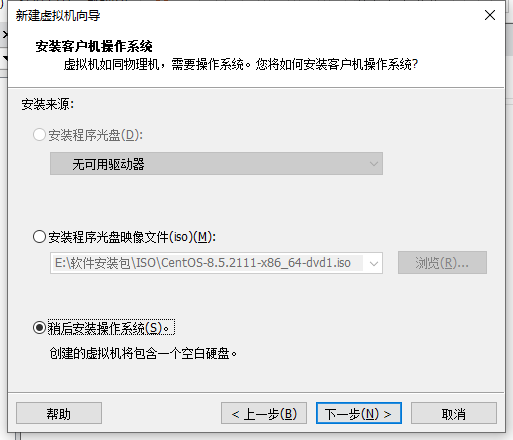 新建虚拟机向导
安装客户机操作系统
虚拟机如同物理机，需要操作系统。您将如何安装客户机操作系统?
安装来源:
安装程序光盘(D):
无可用驱动器
安装程序光盘映像文件(iso)(M):
E:\软件安装包\ISO\CentOS-8.5.2111-x86_64-dvd1.iso
浏览(R)...
稍后安装操作系统(S)。
创建的虚拟机将包含一个空白硬盘。
帮助
< 上一步(B)
下一步(N) >
取消